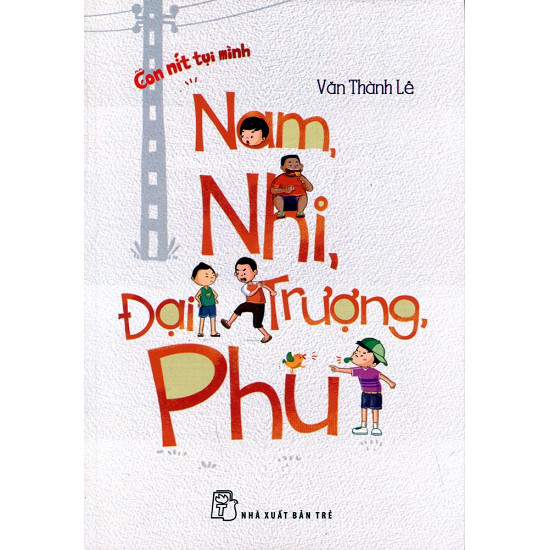 Con nít tụi mình
Văn Thành Lê
Nam,
Nhi,
Đại Trượng,
Phu
NHÀ XUẤT BẢN TRẺ